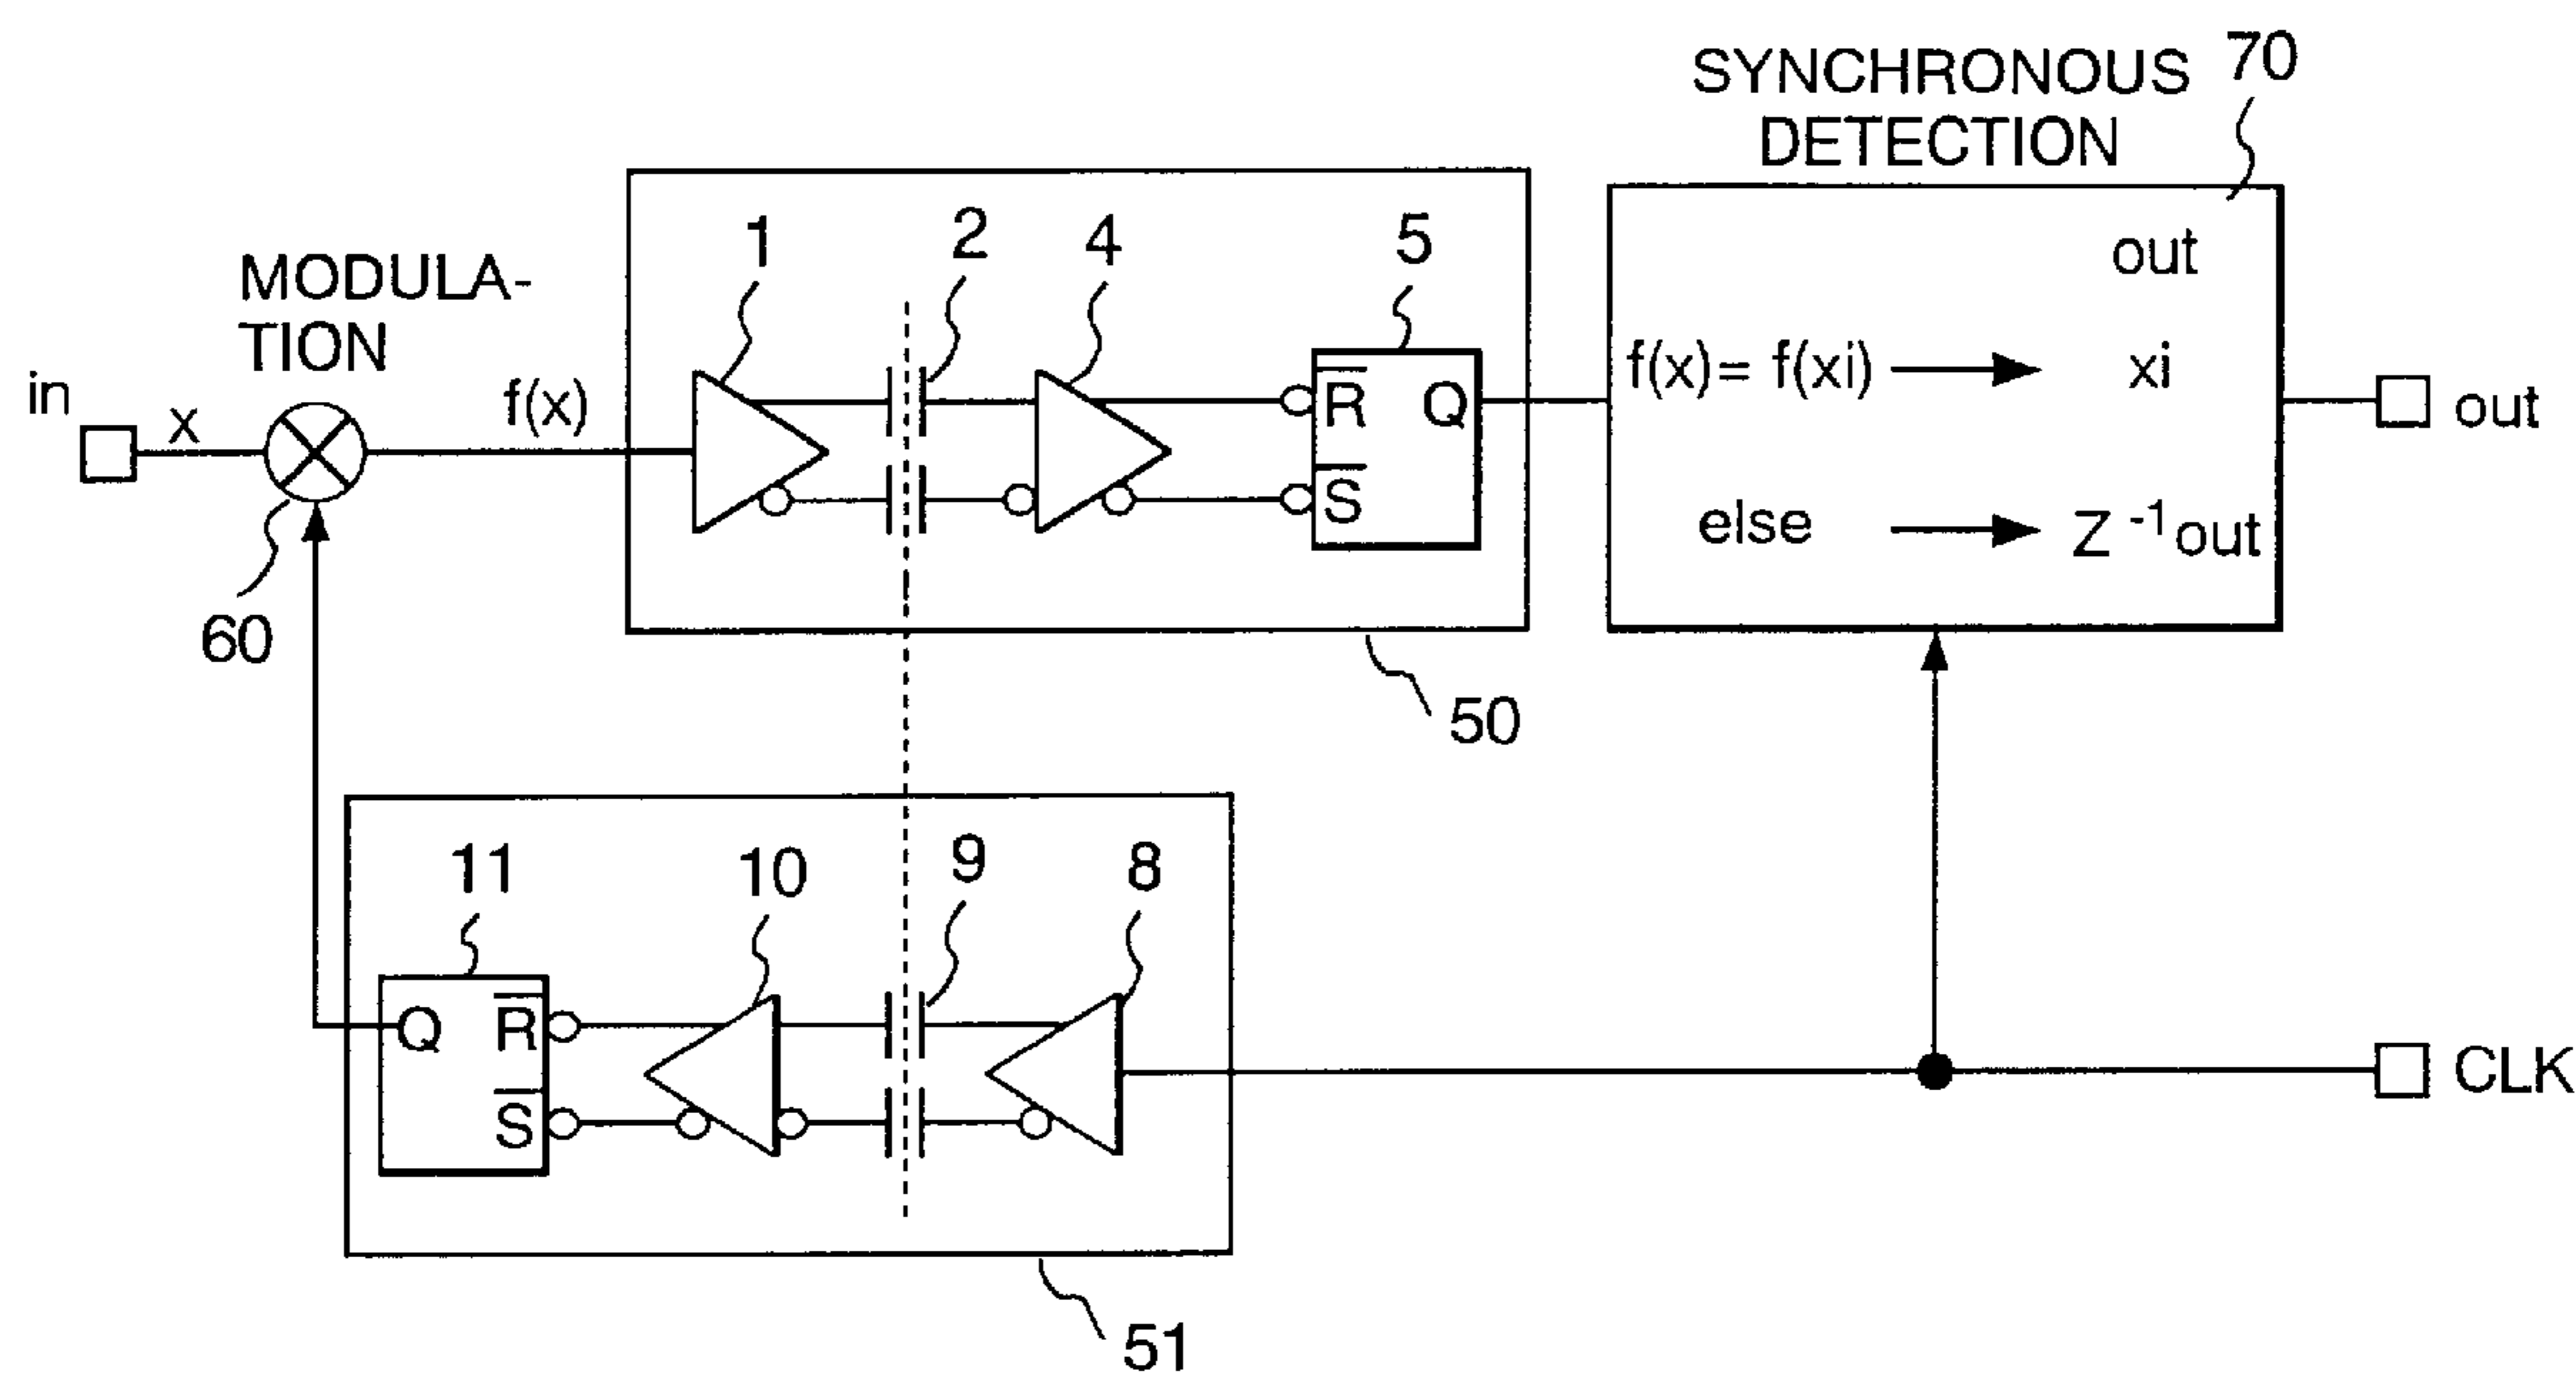 SYNCHRONOUS 70
DETECTION
MODULA-
TION
in
x
f(x)
60
1
2
4
5
R̅ Q
S̅
50
out
f(x)= f(xi) → xi
else → Z⁻¹out
out
11
10
9
8
Q R̅
S̅
51
CLK